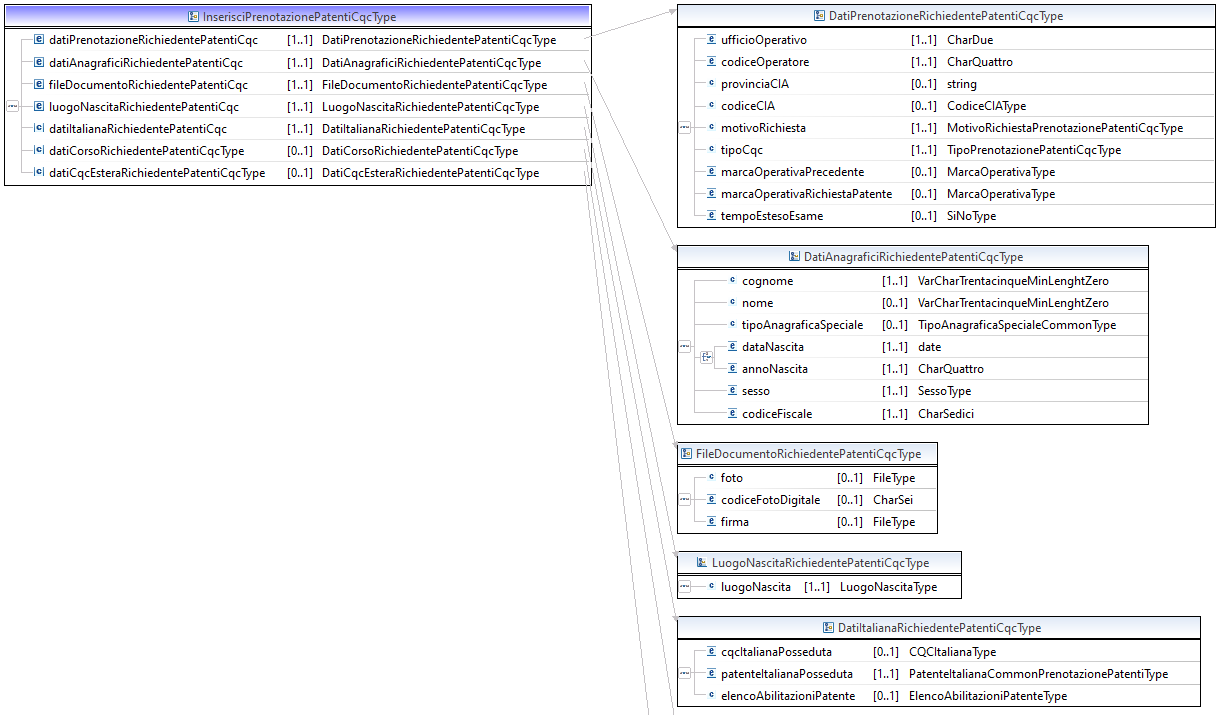 InserisciPrenotazionePatentiCqcType
datiPrenotazioneRichiedentePatentiCqc [1..1] DatiPrenotazioneRichiedentePatentiCqcType
datiAnagraficiRichiedentePatentiCqc [1..1] DatiAnagraficiRichiedentePatentiCqcType
fileDocumentoRichiedentePatentiCqc [1..1] FileDocumentoRichiedentePatentiCqcType
luogoNascitaRichiedentePatentiCqc [1..1] LuogoNascitaRichiedentePatentiCqcType
datiItalianaRichiedentePatentiCqc [1..1] DatiItalianaRichiedentePatentiCqcType
datiCorsoRichiedentePatentiCqcType [0..1] DatiCorsoRichiedentePatentiCqcType
datiCqcEsteraRichiedentePatentiCqcType [0..1] DatiCqcEsteraRichiedentePatentiCqcType
DatiPrenotazioneRichiedentePatentiCqcType
ufficioOperativo [1..1] CharDue
codiceOperatore [1..1] CharQuattro
provinciaCIA [0..1] string
codiceCIA [0..1] CodiceCIAType
motivoRichiesta [1..1] MotivoRichiestaPrenotazionePatentiCqcType
tipoCqc [1..1] TipoPrenotazionePatentiCqcType
marcaOperativaPrecedente [0..1] MarcaOperativaType
marcaOperativaRichiestaPatente [0..1] MarcaOperativaType
tempoEstesoEsame [0..1] SiNoType
DatiAnagraficiRichiedentePatentiCqcType
cognome [1..1] VarCharTrentacinqueMinLenghtZero
nome [0..1] VarCharTrentacinqueMinLenghtZero
tipoAnagraficaSpeciale [0..1] TipoAnagraficaSpecialeCommonType
dataNascita [1..1] date
annoNascita [1..1] CharQuattro
sesso [1..1] SessoType
codiceFiscale [1..1] CharSedici
FileDocumentoRichiedentePatentiCqcType
foto [0..1] FileType
codiceFotoDigitale [0..1] CharSei
firma [0..1] FileType
LuogoNascitaRichiedentePatentiCqcType
luogoNascita [1..1] LuogoNascitaType
DatiItalianaRichiedentePatentiCqcType
cqcItalianaPosseduta [0..1] CQCItalianaType
patenteItalianaPosseduta [1..1] PatenteItalianaCommonPrenotazionePatentiType
elencoAbilitazioniPatente [0..1] ElencoAbilitazioniPatenteType